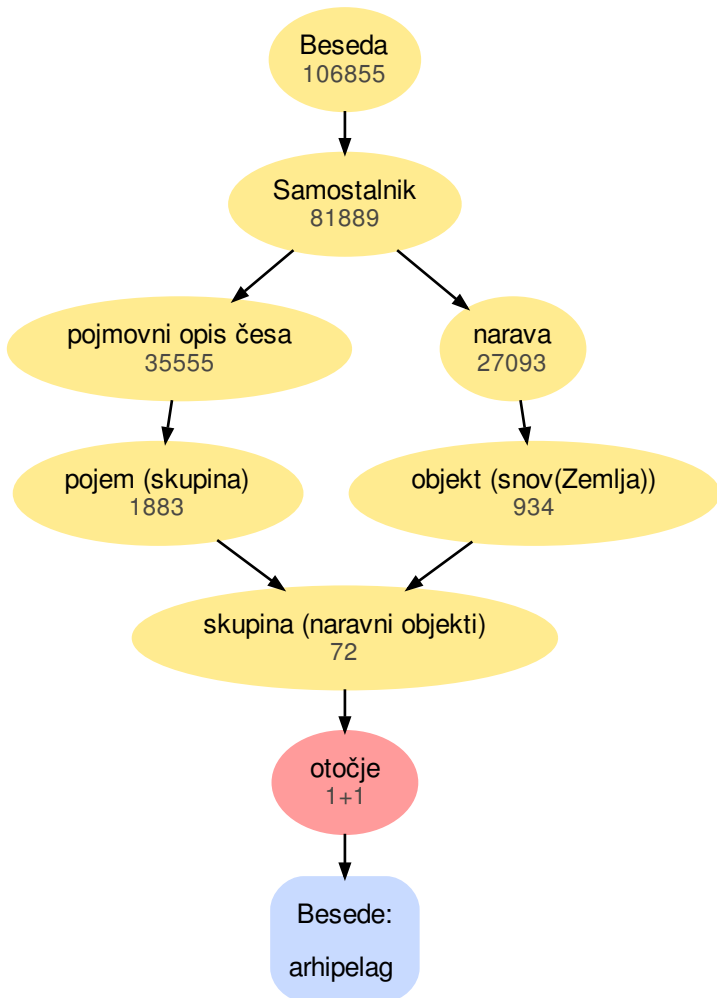 Beseda
106855
Samostalnik
81889
pojmovni opis česa
35555
narava
27093
pojem (skupina)
1883
objekt (snov(Zemlja))
934
skupina (naravni objekti)
72
otočje
1+1
Besede:
arhipelag